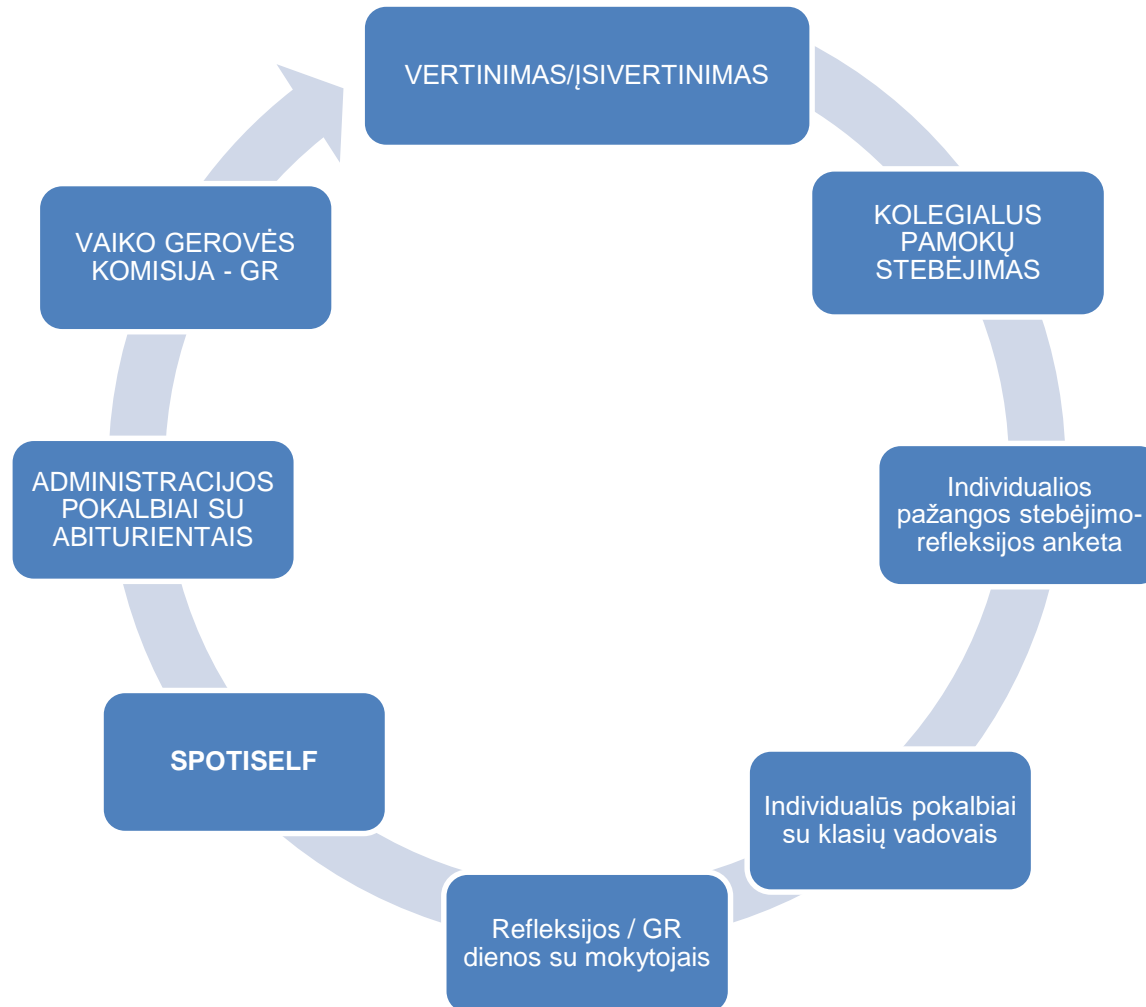 VERTINIMAS/ĮSIVERTINIMAS
KOLEGIALUS
PAMOKŲ
STEBĖJIMAS
Individualios
pažangos stebėjimo-
refleksijos anketa
Individualūs pokalbiai
su klasių vadovais
Refleksijos / GR
dienos su mokytojais
SPOTISELF
ADMINISTRACIJOS
POKALBIAI SU
ABITURIENTAIS
VAIKO GEROVĖS
KOMISIJA - GR